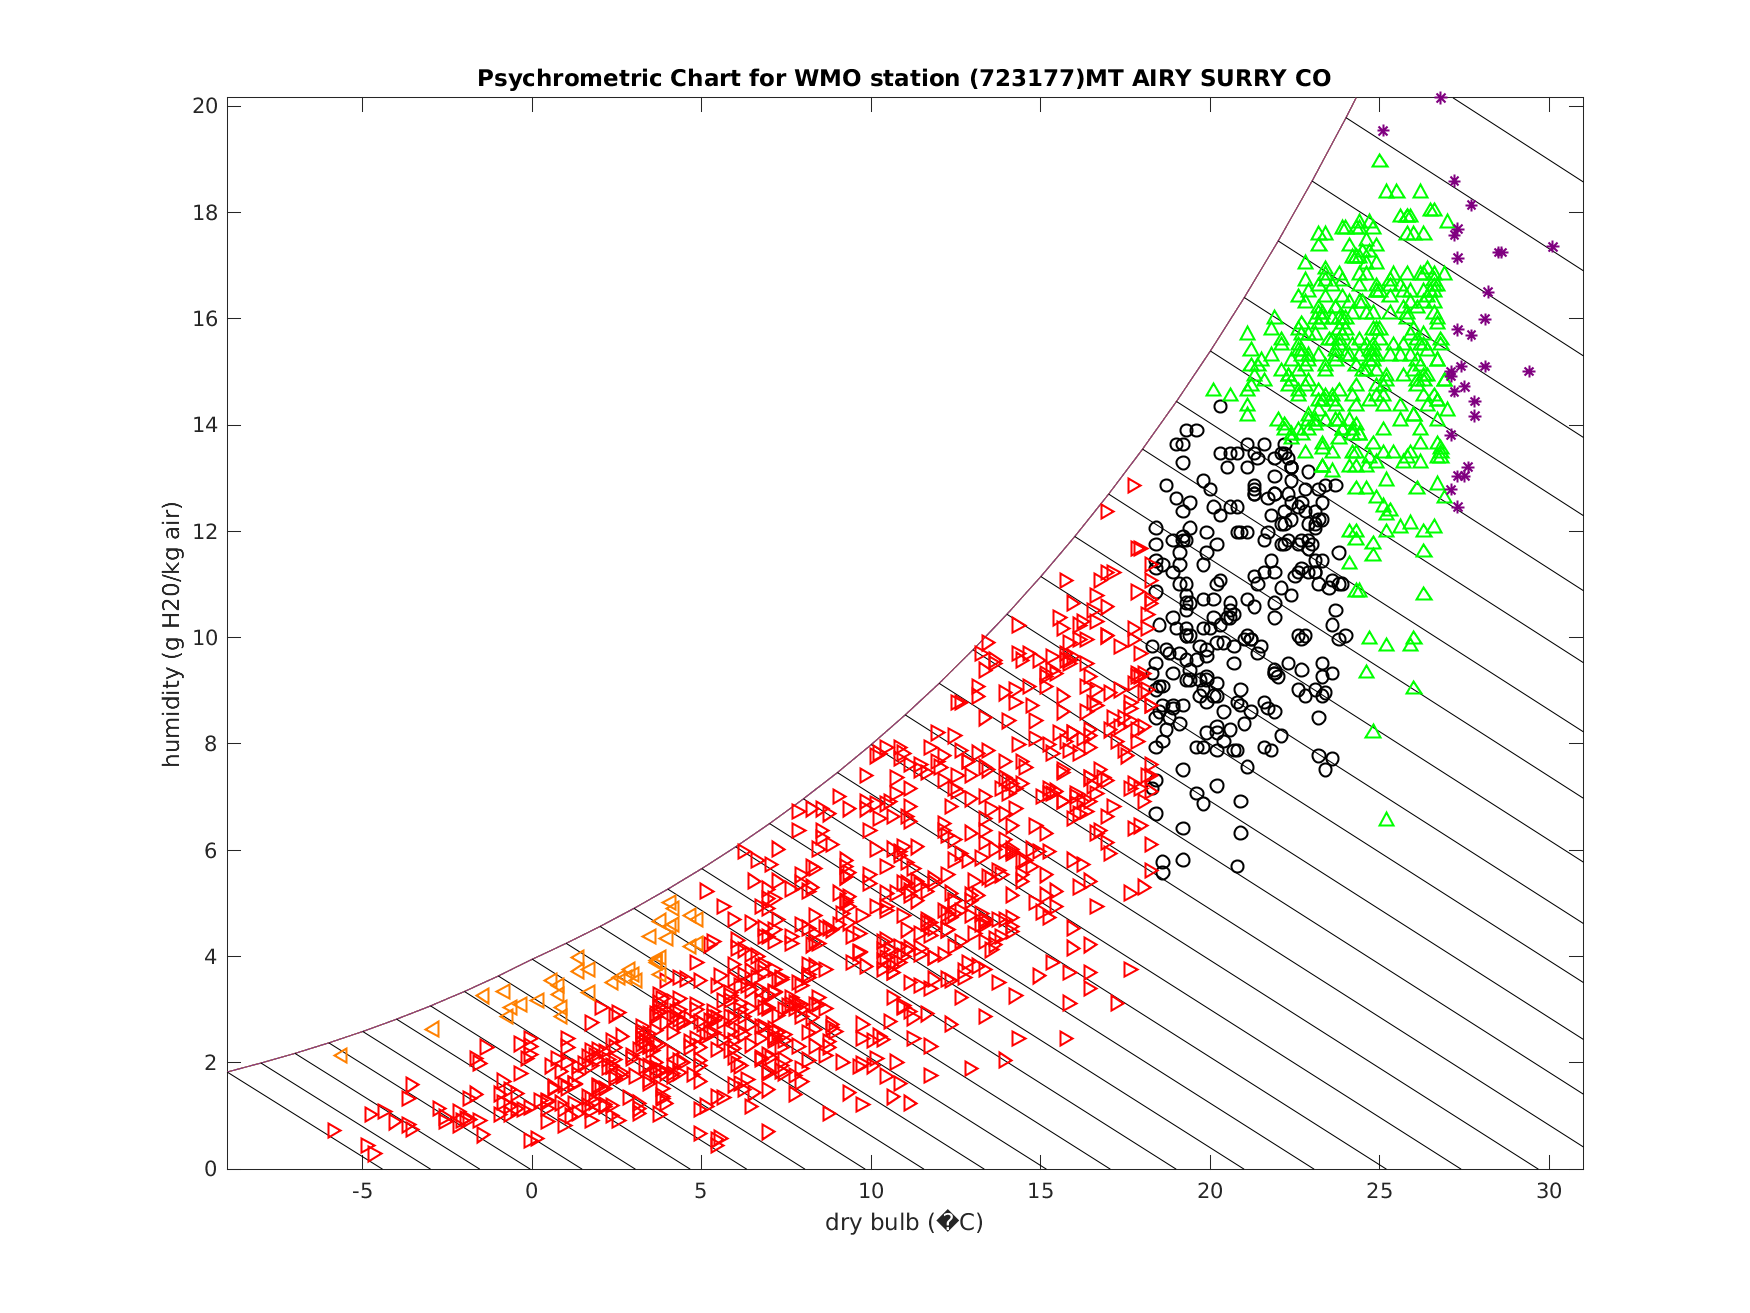 Psychrometric Chart for WMO station (723177)MT AIRY SURRY CO
20
18
16
14
12
10
8
6
4
2
0
humidity (g H20/kg air)
-5 0 5 10 15 20 25 30
dry bulb (�C)